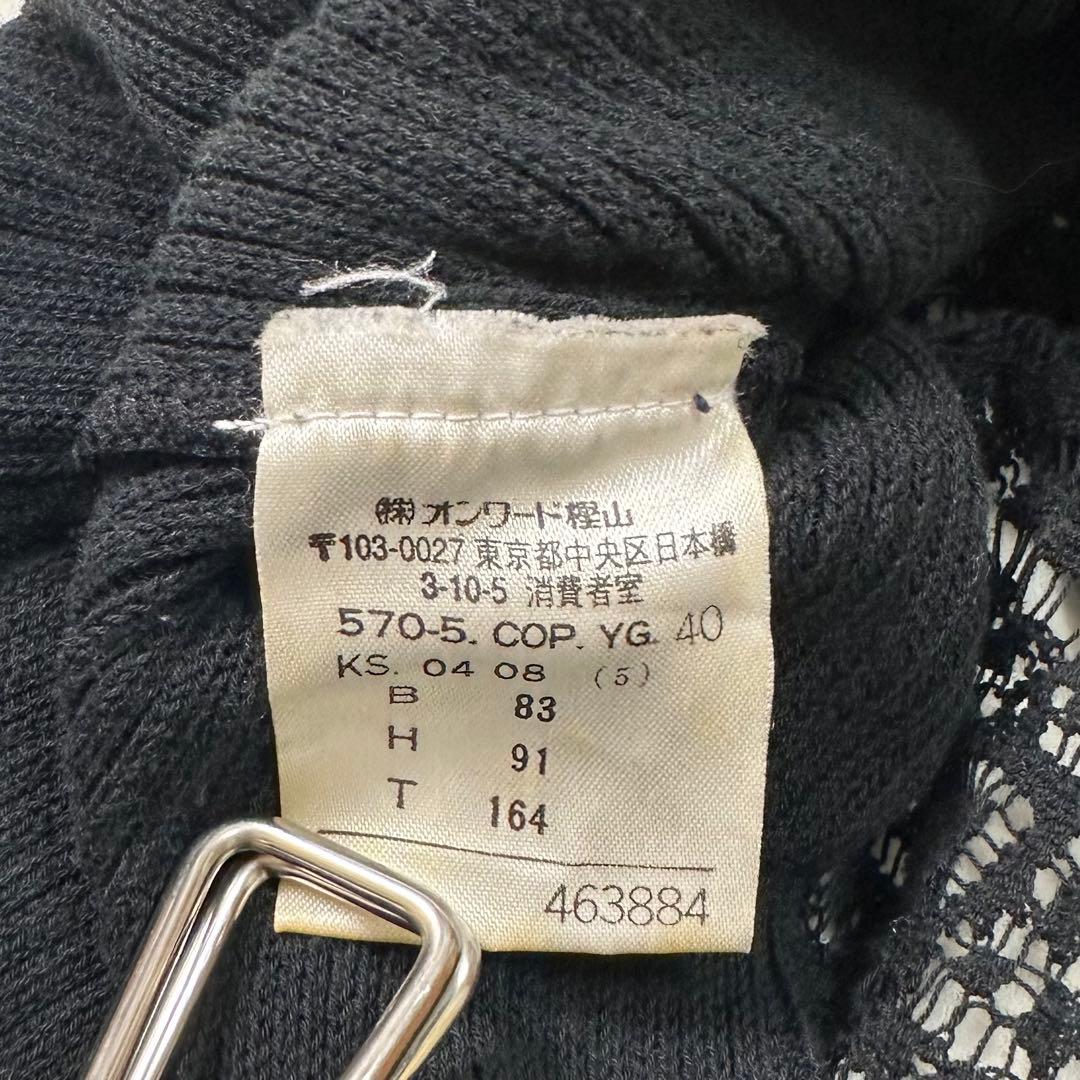 (株)オンワード樫山
〒103-0027 東京都中央区日本橋
3-10-5 消費者室
570-5. COP. YG. 40
KS. 04 08 (5)
B 83
H 91
T 164
463884